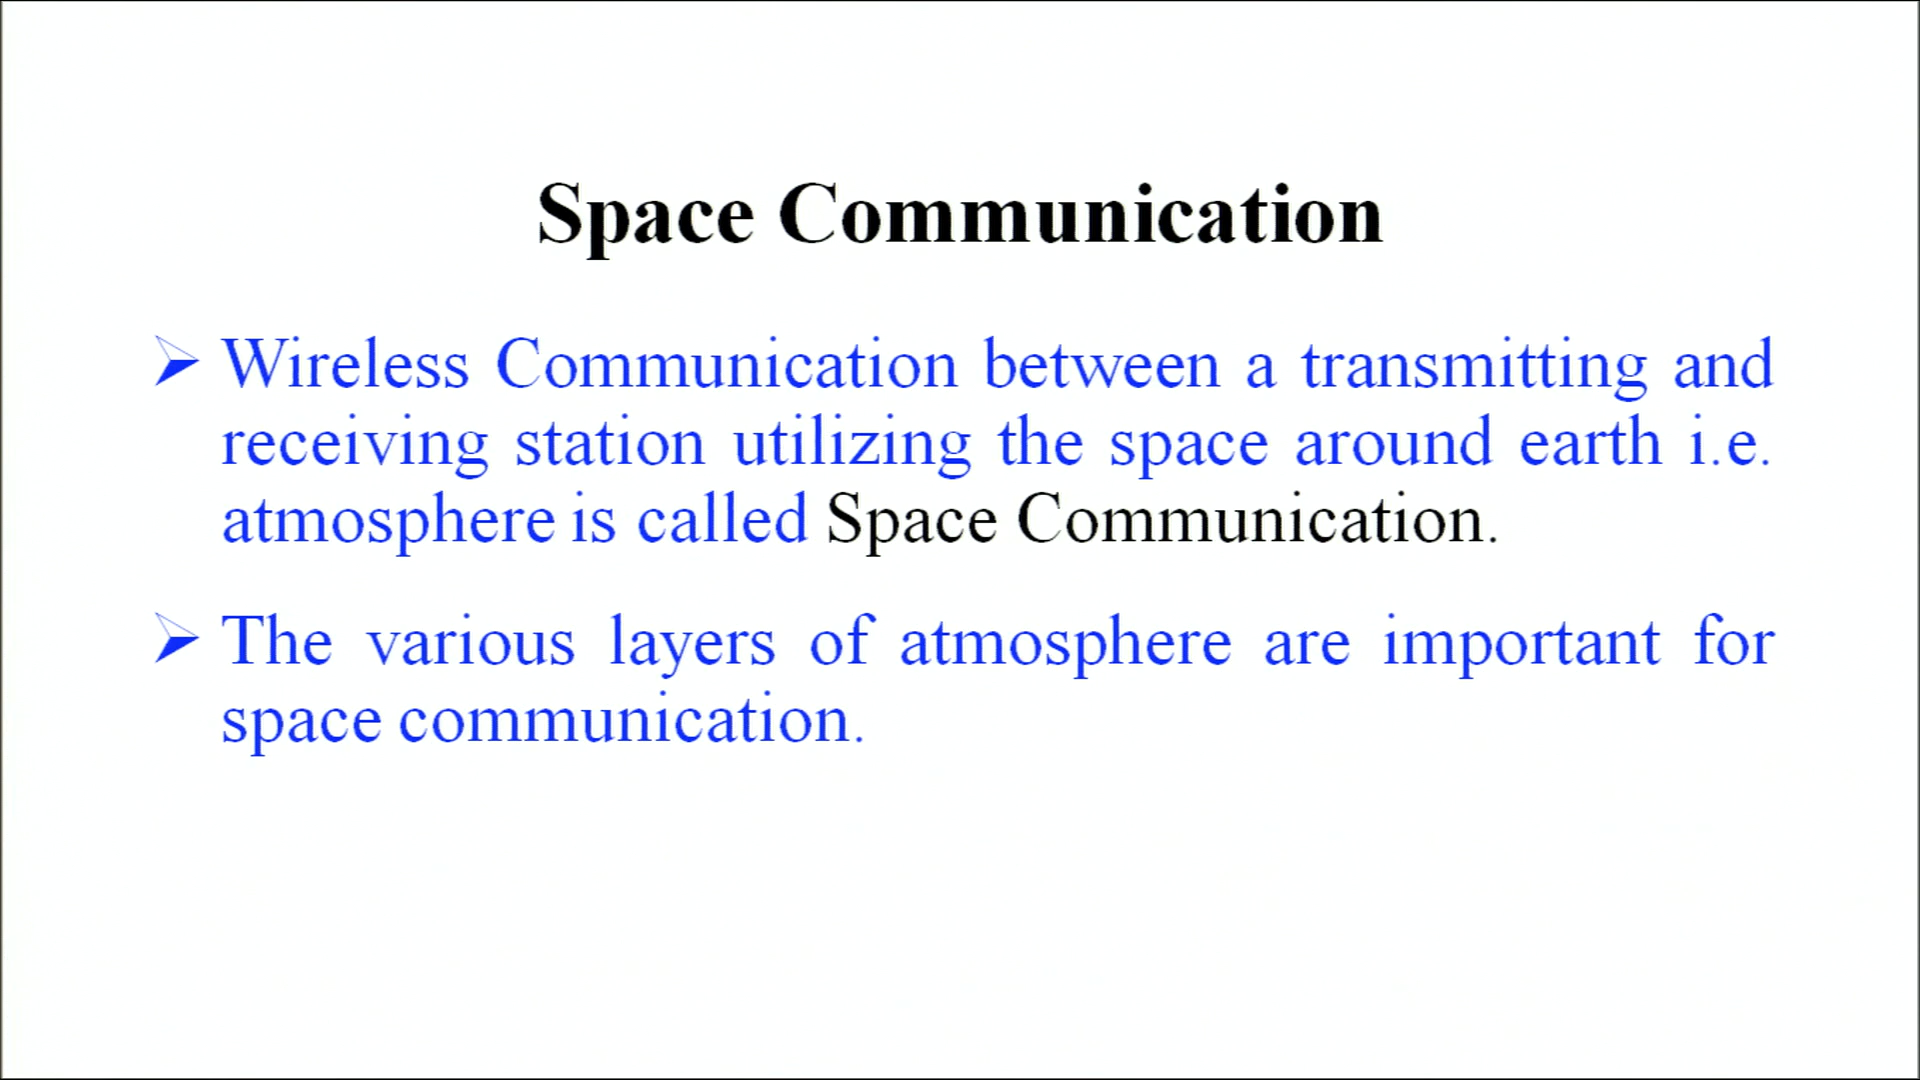 Space Communication
➢ Wireless Communication between a transmitting and
receiving station utilizing the space around earth i.e.
atmosphere is called Space Communication.
➢ The various layers of atmosphere are important for
space communication.